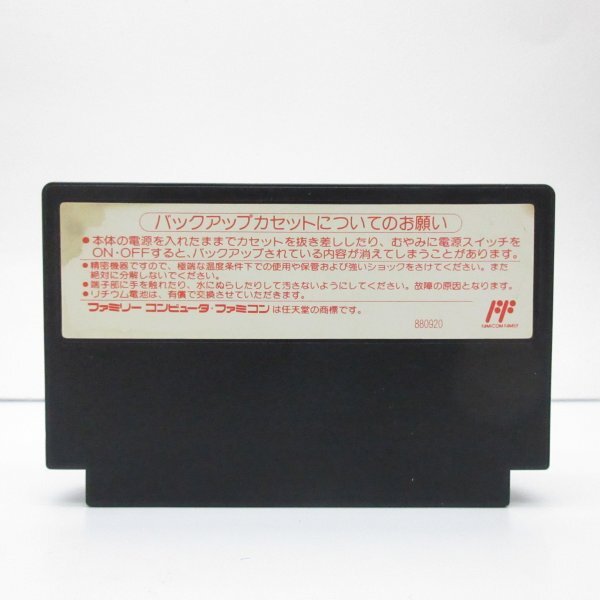 バックアップカセットについてのお願い
●本体の電源を入れたままでカセットを抜き差ししたり、むやみに電源スイッチを
ON・OFFすると、バックアップされている内容が消えてしまうことがあります。
●精密機器ですので、極端な温度条件下での使用や保管および強いショックをさけてください。また
絶対に分解しないでください。
●端子部に手を触れたり、水にぬらしたりして汚さないようにしてください。故障の原因となります。
●リチウム電池は、有償で交換させていただきます。
ファミリーコンピュータ・ファミコンは任天堂の商標です。
880920
FF
FAMICOM FAMILY